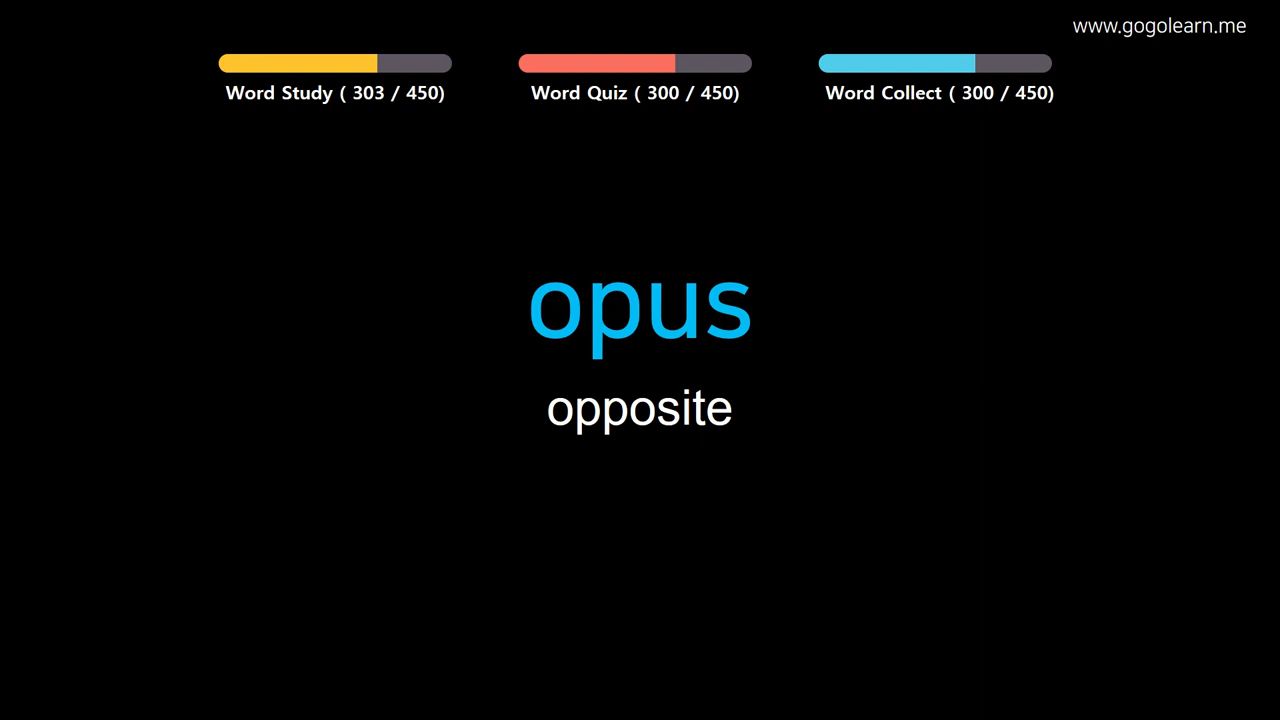 www.gogolearn.me
Word Study ( 303 / 450)
Word Quiz ( 300 / 450)
Word Collect ( 300 / 450)
opus
opposite